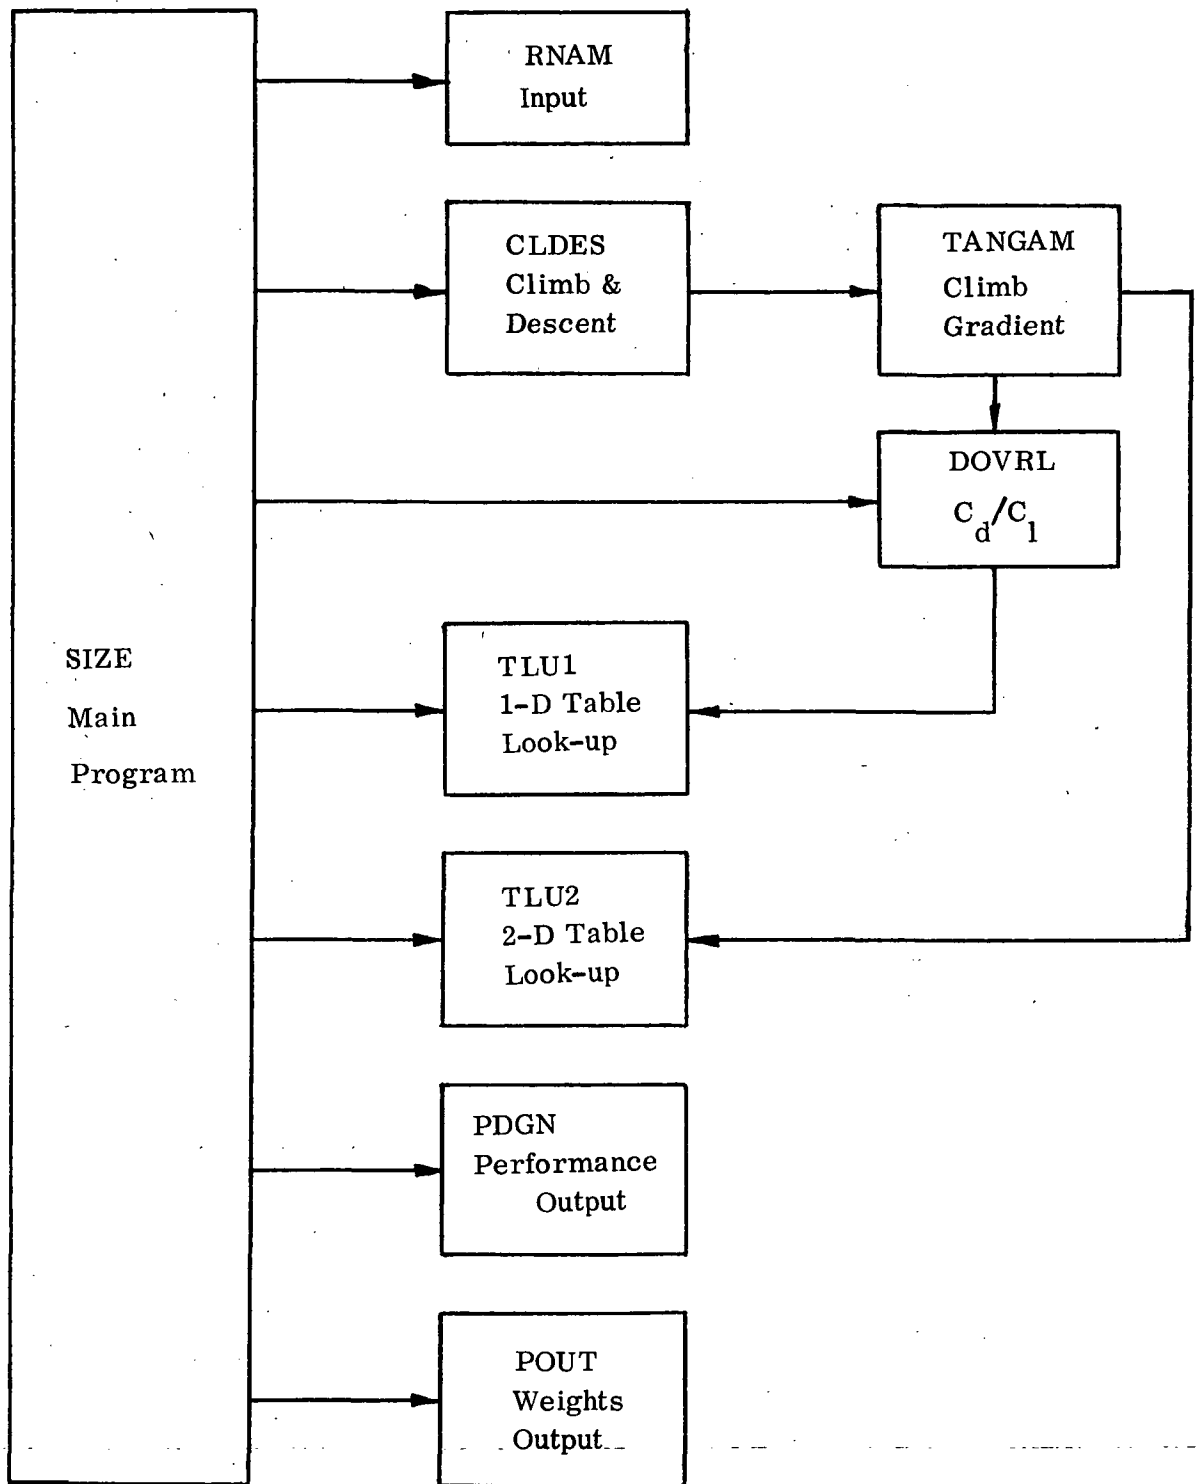 RNAM
Input
CLDES
Climb &
Descent
TANGAM
Climb
Gradient
DOVRL
Cd/Cl
SIZE
Main
Program
TLU1
1-D Table
Look-up
TLU2
2-D Table
Look-up
PDGN
Performance
Output
POUT
Weights
Output